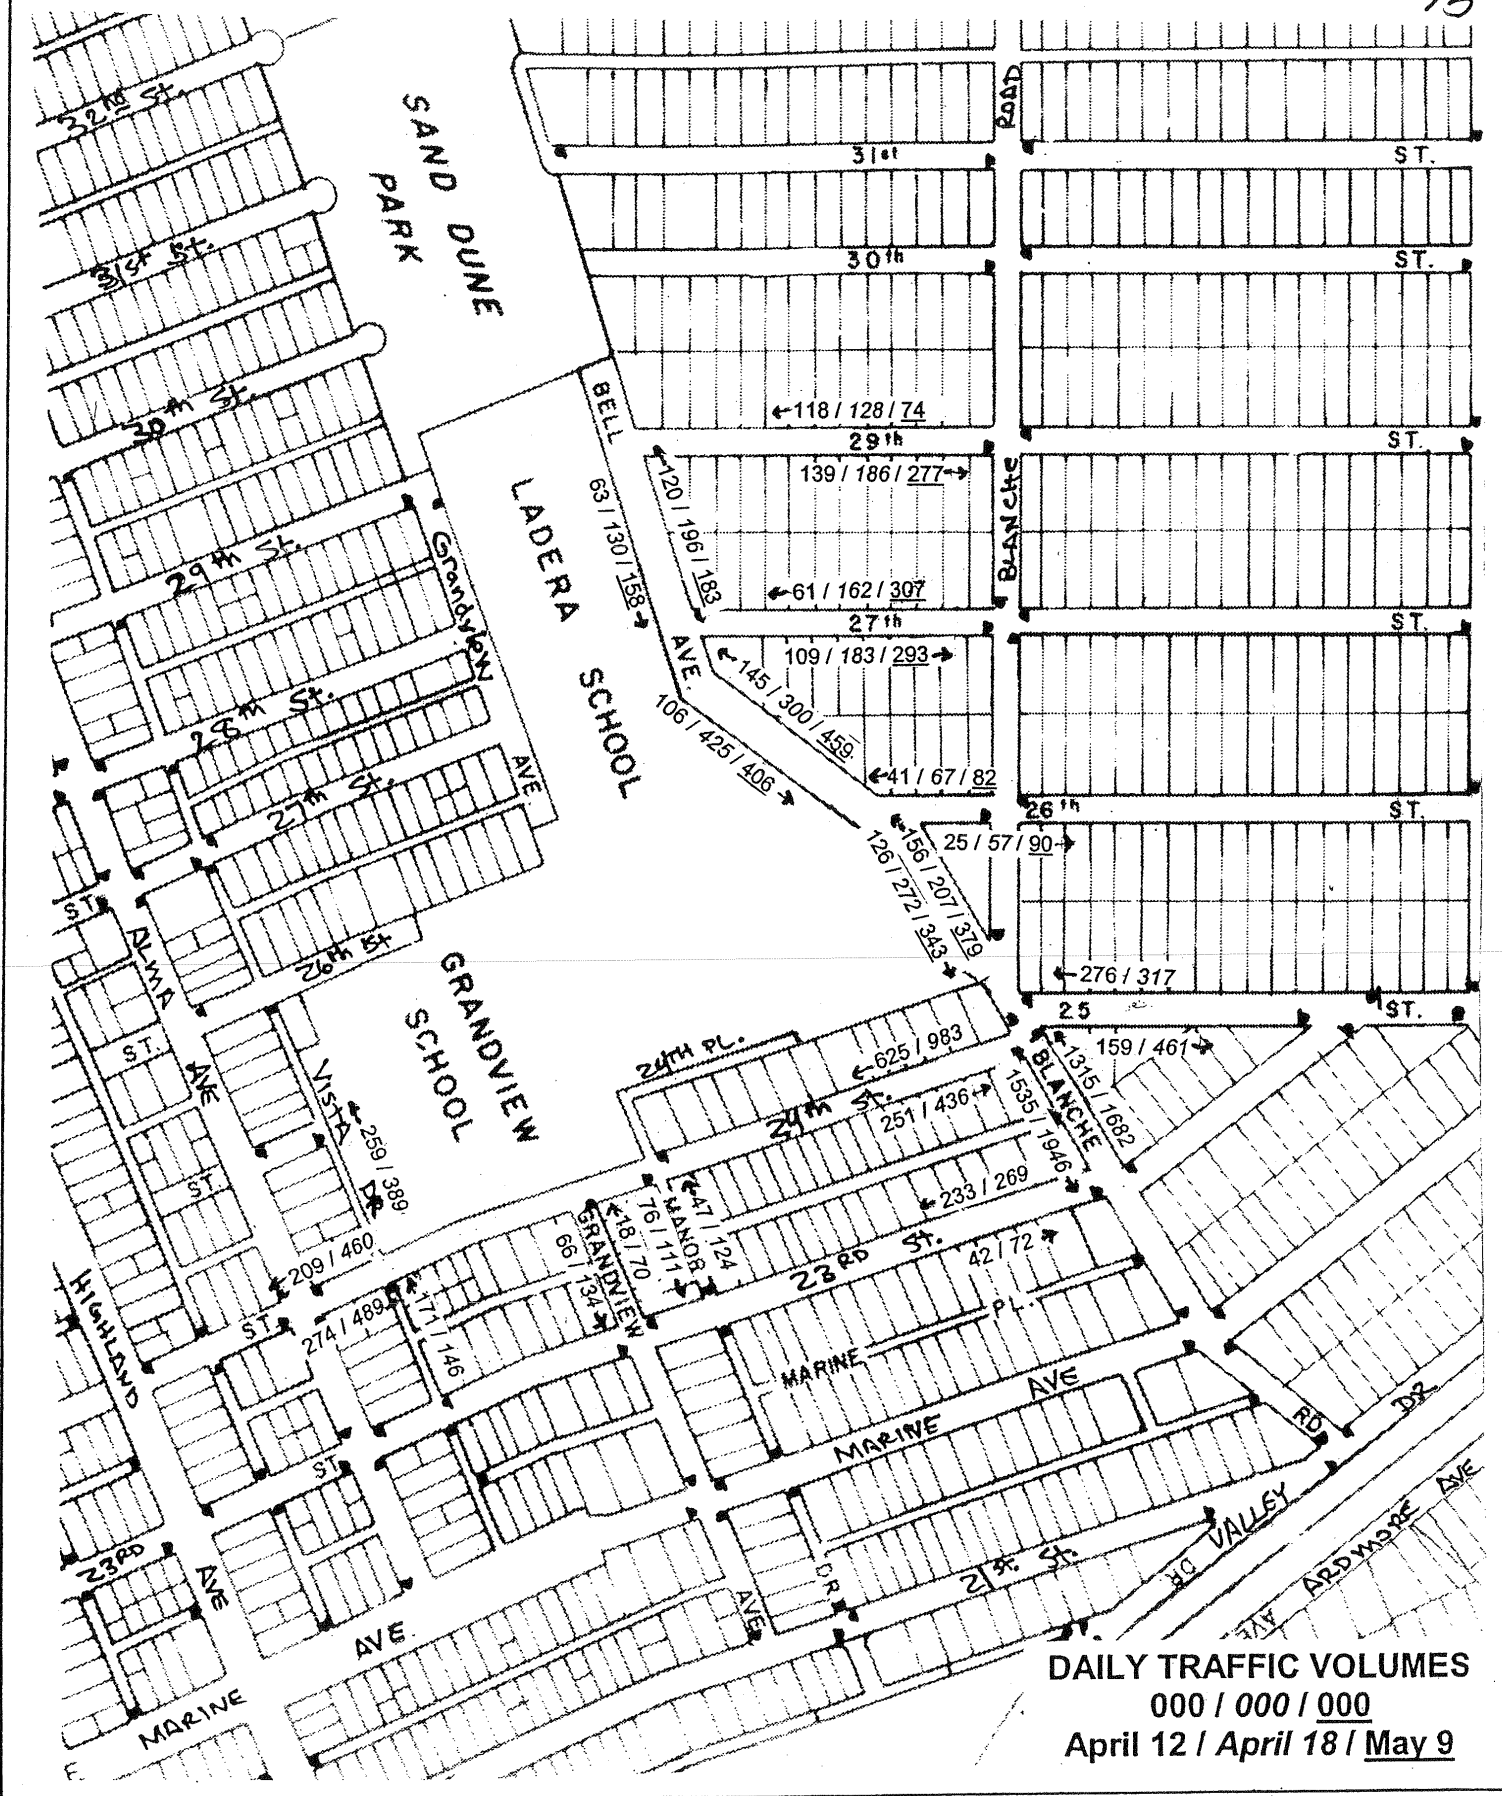 15
32nd St.
SAND DUNE
PARK
ROAD
31st
ST.
31st St.
30th
ST.
30th St.
BELL
←118 / 128 / 74
29th
ST.
139 / 186 / 277→
120 / 196 / 183
63 / 130 / 158→
BLANCHE
LADERA
SCHOOL
29th St.
Grandview
←61 / 162 / 307
27th
ST.
AVE.
109 / 183 / 293→
145 / 300 / 459
106 / 425 / 406→
28th St.
←41 / 67 / 82
AVE.
27th St.
26th
ST.
25 / 57 / 90→
←156 / 207 / 379
126 / 272 / 343→
ST.
ALMA
26th St
GRANDVIEW
SCHOOL
←276 / 317
25
ST.
24TH PL.
←625 / 983
159 / 461→
BLANCHE
←1315 / 1682
1535 / 1946→
ST.
AVE
VISTA
←259 / 389
DR
24th St.
251 / 436→
ST.
←233 / 269
←47 / 124
MANOR
76 / 111→
←18 / 70
GRANDVIEW
66 / 134→
23RD St.
42 / 72→
←209 / 460
HIGHLAND
ST.
274 / 489
←171 / 146
PL.
MARINE
MARINE AVE
RD
DR
ST
23RD
AVE
VALLEY
DR
ARDMORE AVE
21st. St.
DR
AVE
AVE
AVE.
MARINE
E
DAILY TRAFFIC VOLUMES
000 / 000 / 000
April 12 / April 18 / May 9